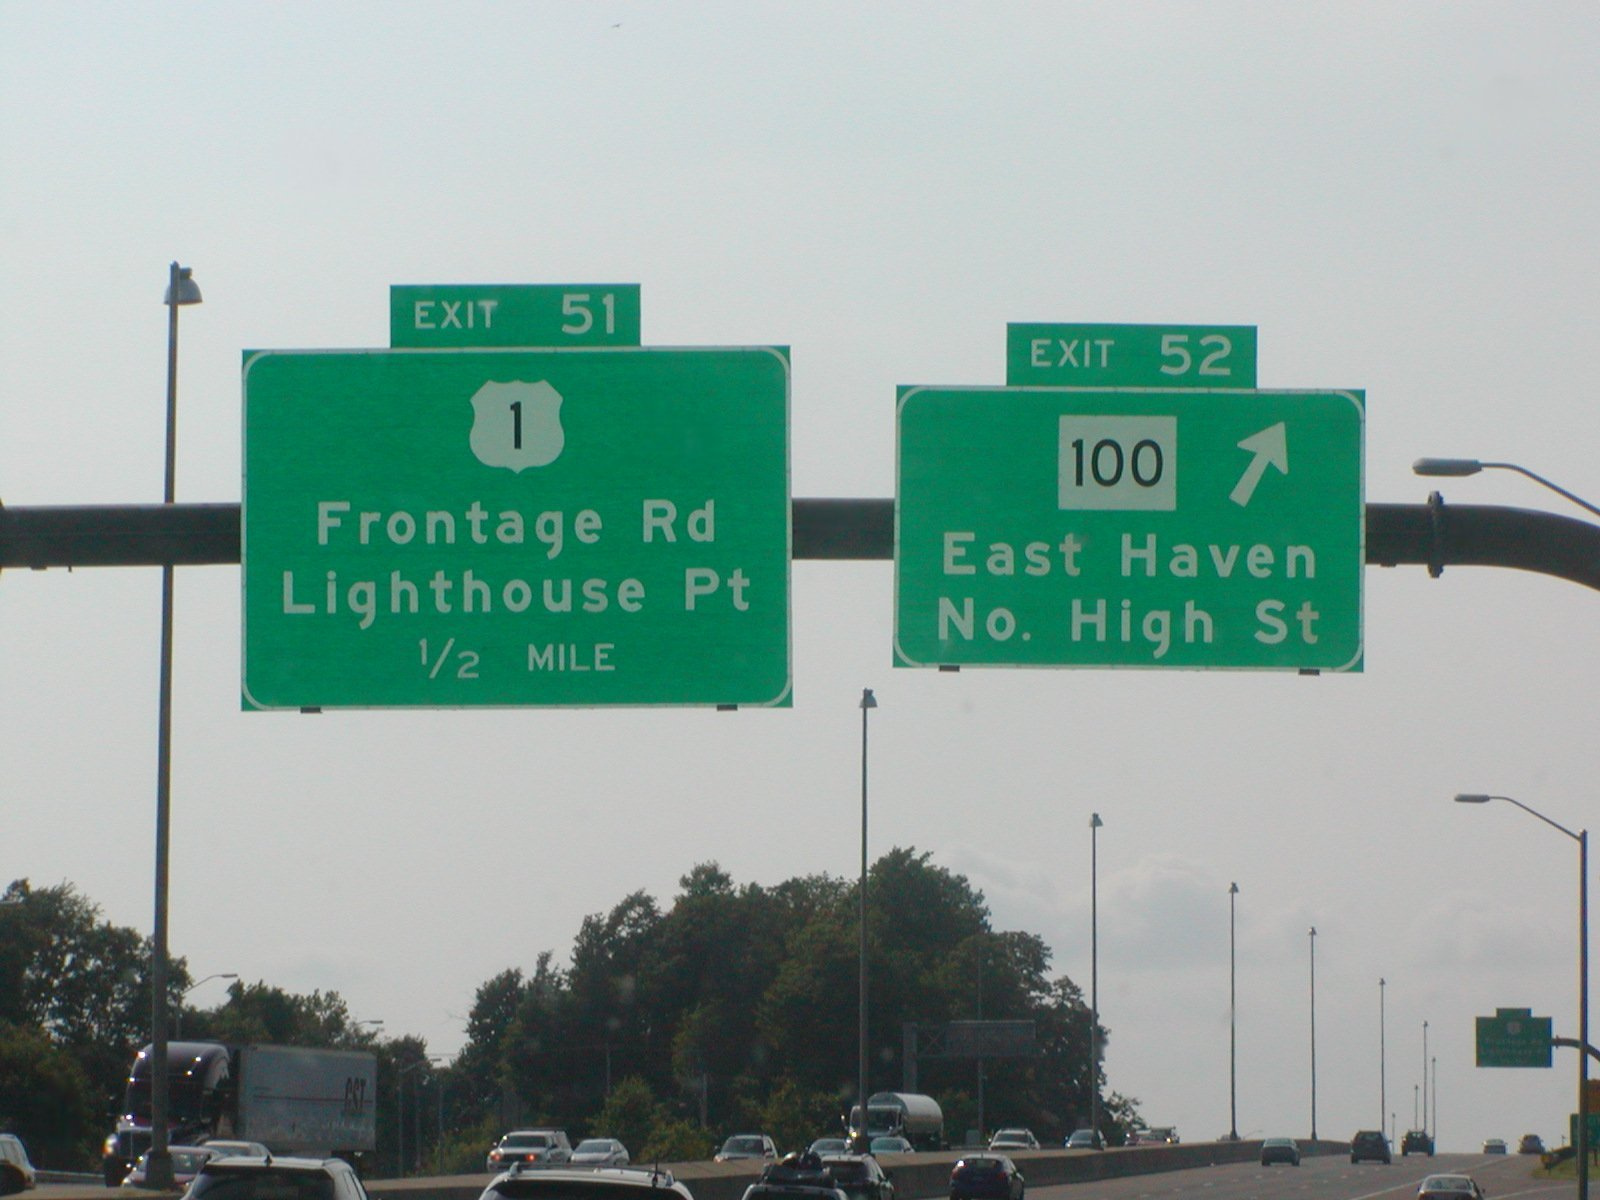 EXIT 51
1
Frontage Rd
Lighthouse Pt
1/2 MILE
EXIT 52
100
East Haven
No. High St